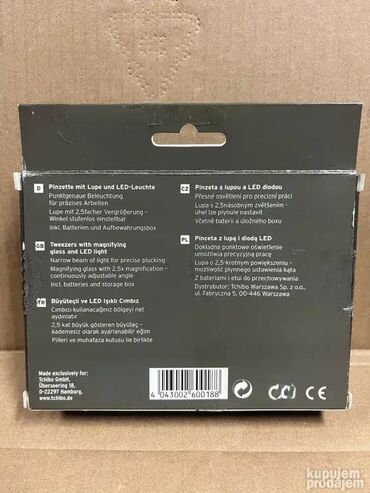 D
Pinzette mit Lupe und LED-Leuchte
Punktgenaue Beleuchtung
für präzises Arbeiten
Lupe mit 2,5facher Vergrößerung –
Winkel stufenlos einstellbar
Inkl. Batterien und Aufbewahrungsbox
GB
Tweezers with magnifying
glass and LED light
Narrow beam of light for precise plucking
Magnifying glass with 2.5x magnification –
continuously adjustable angle
Incl. batteries and storage box
TR
Büyüteçli ve LED Işıklı Cımbız
Cımbızı kullanacağınız bölgeyi net
aydınlatır
2,5 kat büyük gösteren büyüteç –
kademesiz olarak ayarlanabilir eğim
Pilleri ve muhafaza kutusu ile birlikte
CZ
Pinzeta s lupou a LED diodou
Přesné osvětlení pro precizní práci
Lupa s 2,5násobným zvětšením –
úhel lze plynule nastavit
Včetně baterií a úložného boxu
PL
Pinceta z lupą i diodą LED
Dokładne punktowe oświetlenie
umożliwia precyzyjną pracę
Lupa o 2,5-krotnym powiększeniu –
możliwość płynnej regulacji kąta ustawienia
Z bateriami i etui do przechowywania
Dystrybutor: Tchibo Warszawa Sp. z o.o.
ul. Fabryczna 5, 00-446 Warszawa
Made exclusively for:
Tchibo GmbH,
Überseering 18,
D-22297 Hamburg,
www.tchibo.de
4 043002 600188
CE
kupujem
prodajem